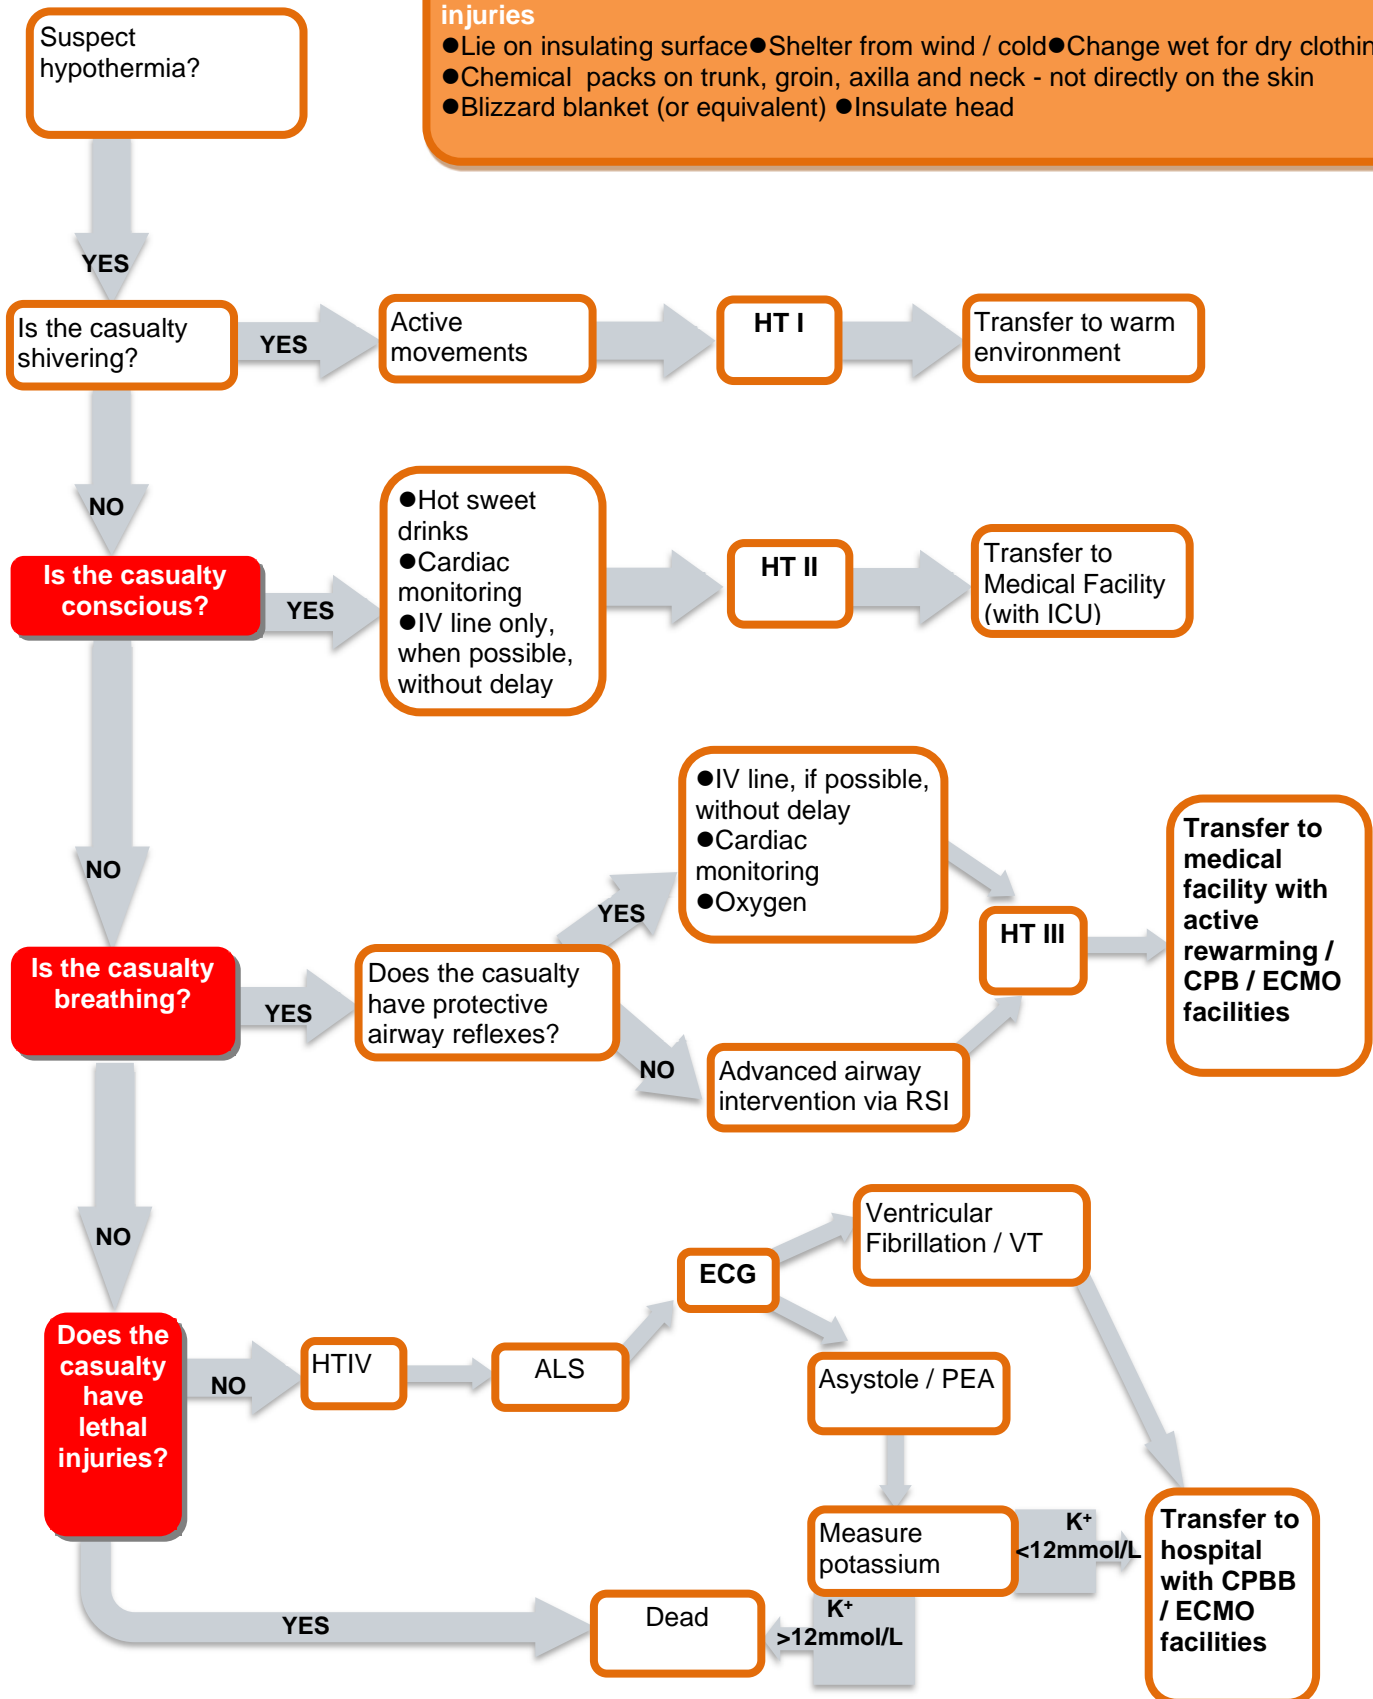 injuries
●Lie on insulating surface●Shelter from wind / cold●Change wet for dry clothin
●Chemical packs on trunk, groin, axilla and neck - not directly on the skin
●Blizzard blanket (or equivalent) ●Insulate head
Suspect
hypothermia?
YES
Is the casualty
shivering?
YES
Active
movements
HT I
Transfer to warm
environment
NO
Is the casualty
conscious?
YES
●Hot sweet
drinks
●Cardiac
monitoring
●IV line only,
when possible,
without delay
HT II
Transfer to
Medical Facility
(with ICU)
NO
Is the casualty
breathing?
YES
Does the casualty
have protective
airway reflexes?
YES
●IV line, if possible,
without delay
●Cardiac
monitoring
●Oxygen
NO
Advanced airway
intervention via RSI
HT III
Transfer to
medical
facility with
active
rewarming /
CPB / ECMO
facilities
NO
Does the
casualty
have
lethal
injuries?
NO
HTIV
ALS
ECG
Ventricular
Fibrillation / VT
Asystole / PEA
Measure
potassium
K⁺
<12mmol/L
Transfer to
hospital
with CPBB
/ ECMO
facilities
K⁺
>12mmol/L
YES
Dead